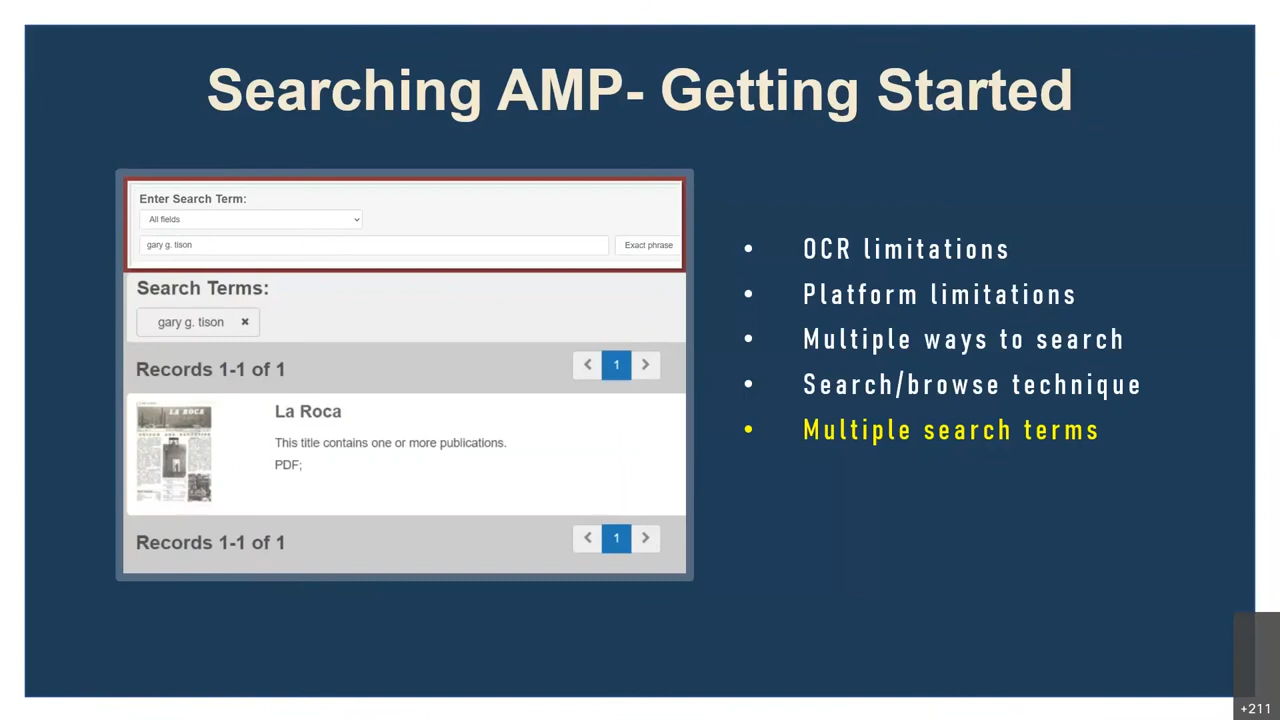 Searching AMP- Getting Started
Enter Search Term:
All fields
gary g. tison
Exact phrase
Search Terms:
gary g. tison ×
Records 1-1 of 1
1
LA ROCA
La Roca
This title contains one or more publications.
PDF;
Records 1-1 of 1
1
• OCR limitations
• Platform limitations
• Multiple ways to search
• Search/browse technique
• Multiple search terms
+211